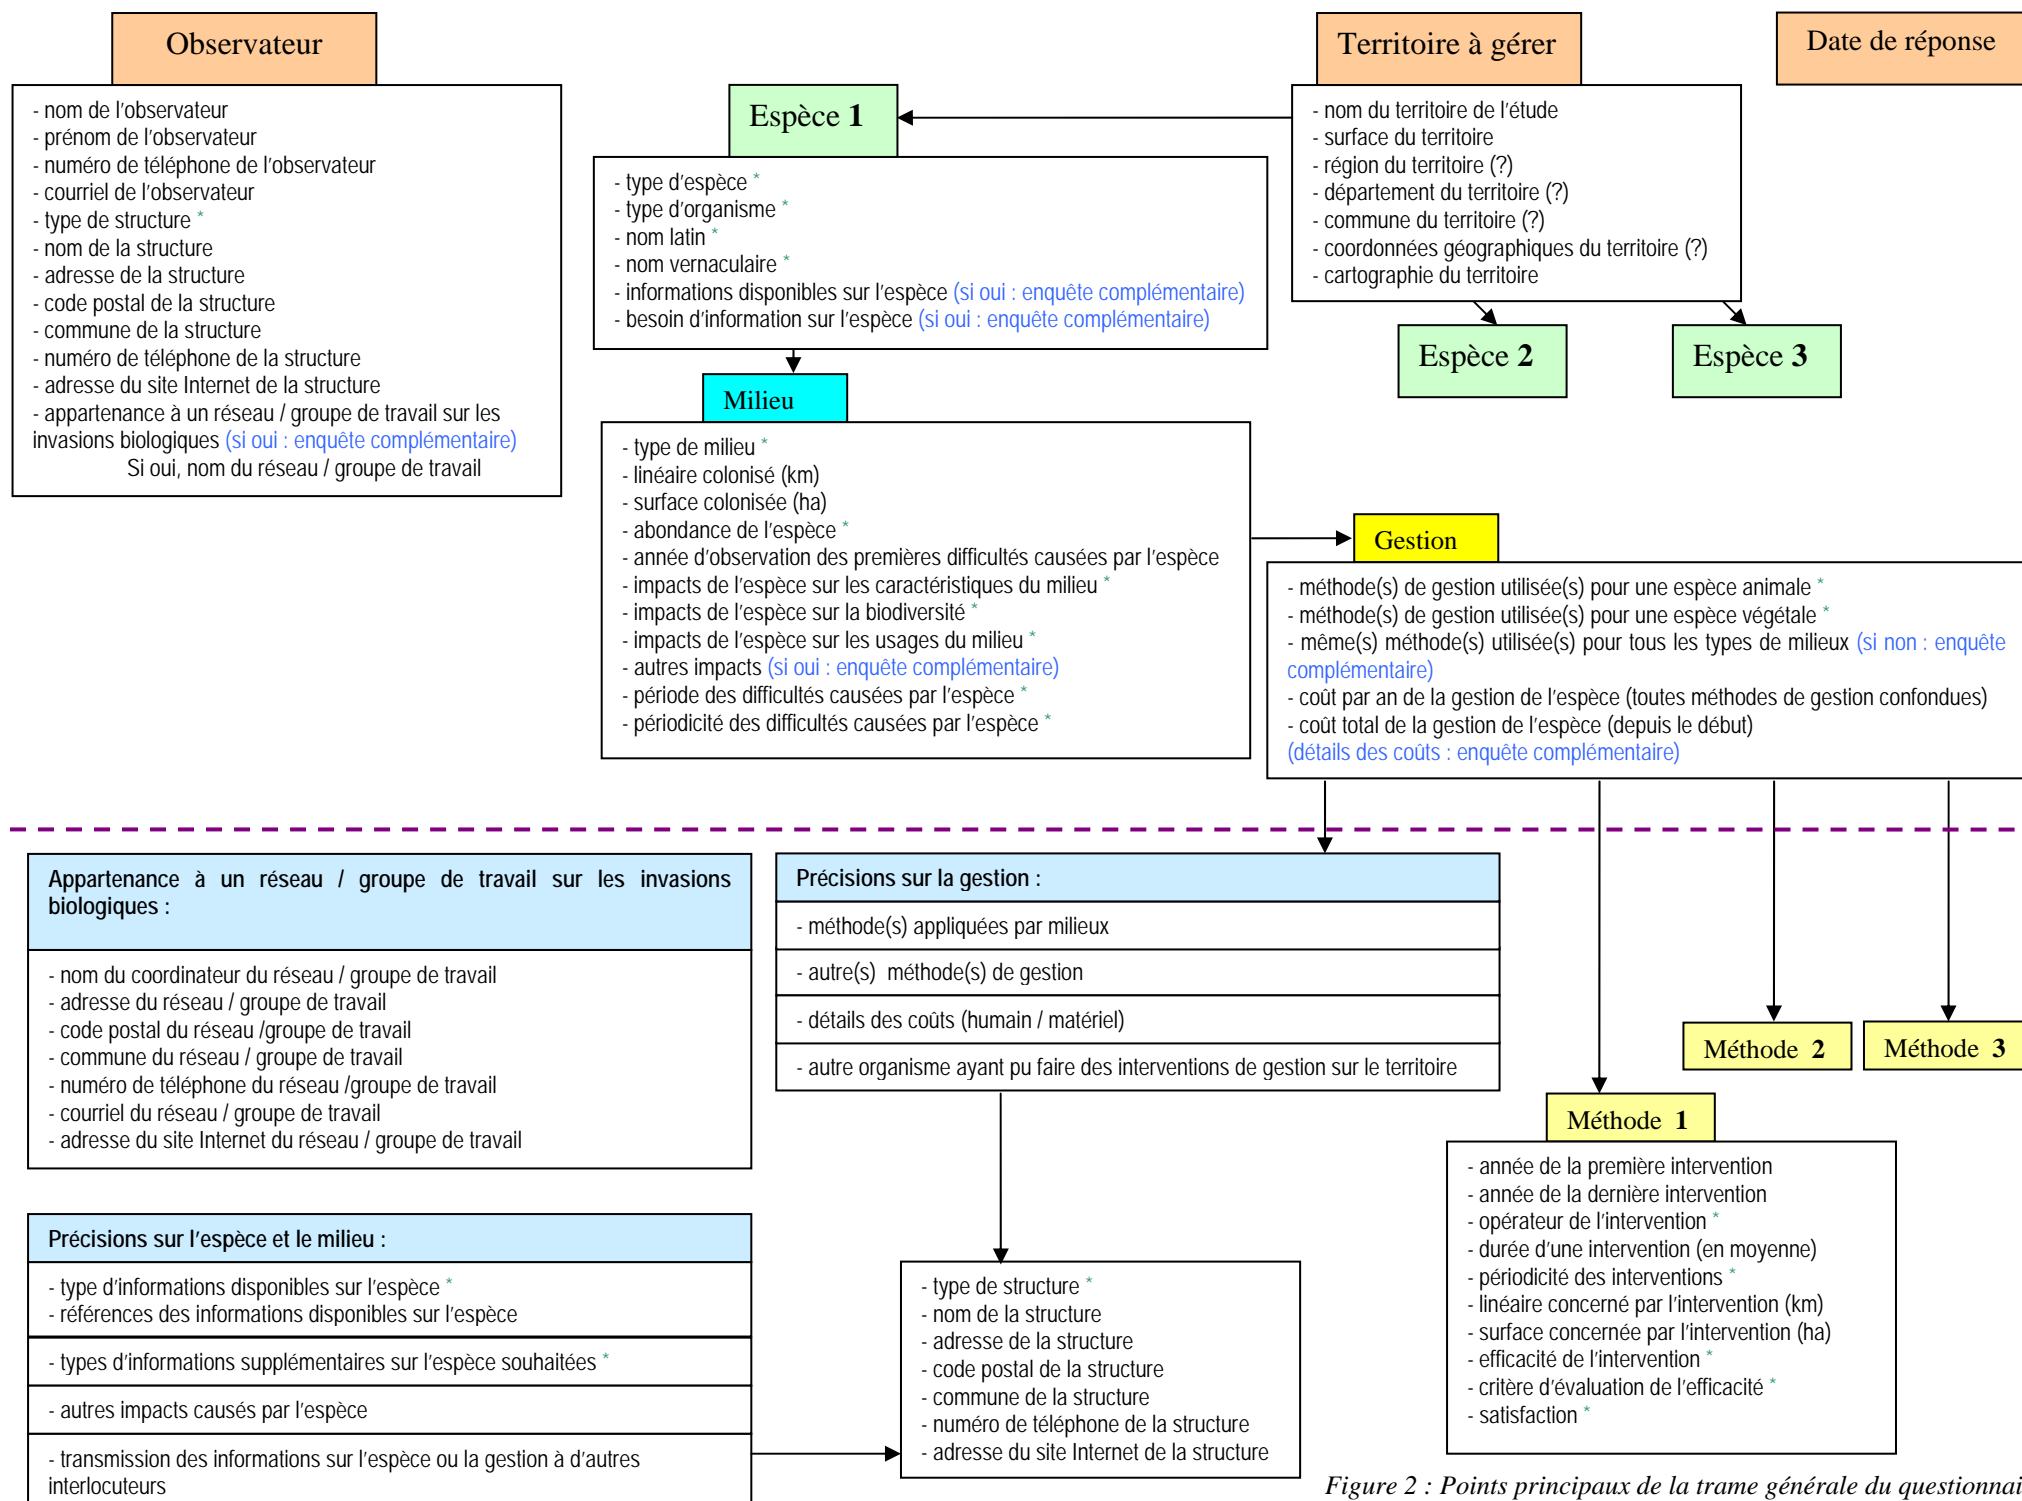 Observateur
- nom de l'observateur
- prénom de l'observateur
- numéro de téléphone de l'observateur
- courriel de l'observateur
- type de structure *
- nom de la structure
- adresse de la structure
- code postal de la structure
- commune de la structure
- numéro de téléphone de la structure
- adresse du site Internet de la structure
- appartenance à un réseau / groupe de travail sur les
invasions biologiques (si oui : enquête complémentaire)
Si oui, nom du réseau / groupe de travail
Territoire à gérer
- nom du territoire de l'étude
- surface du territoire
- région du territoire (?)
- département du territoire (?)
- commune du territoire (?)
- coordonnées géographiques du territoire (?)
- cartographie du territoire
Date de réponse
Espèce 1
- type d'espèce *
- type d'organisme *
- nom latin *
- nom vernaculaire *
- informations disponibles sur l'espèce (si oui : enquête complémentaire)
- besoin d'information sur l'espèce (si oui : enquête complémentaire)
Espèce 2
Espèce 3
Milieu
- type de milieu *
- linéaire colonisé (km)
- surface colonisée (ha)
- abondance de l'espèce *
- année d'observation des premières difficultés causées par l'espèce
- impacts de l'espèce sur les caractéristiques du milieu *
- impacts de l'espèce sur la biodiversité *
- impacts de l'espèce sur les usages du milieu *
- autres impacts (si oui : enquête complémentaire)
- période des difficultés causées par l'espèce *
- périodicité des difficultés causées par l'espèce *
Gestion
- méthode(s) de gestion utilisée(s) pour une espèce animale *
- méthode(s) de gestion utilisée(s) pour une espèce végétale *
- même(s) méthode(s) utilisée(s) pour tous les types de milieux (si non : enquête
complémentaire)
- coût par an de la gestion de l'espèce (toutes méthodes de gestion confondues)
- coût total de la gestion de l'espèce (depuis le début)
(détails des coûts : enquête complémentaire)
Appartenance à un réseau / groupe de travail sur les invasions
biologiques :
- nom du coordinateur du réseau / groupe de travail
- adresse du réseau / groupe de travail
- code postal du réseau /groupe de travail
- commune du réseau / groupe de travail
- numéro de téléphone du réseau /groupe de travail
- courriel du réseau / groupe de travail
- adresse du site Internet du réseau / groupe de travail
Précisions sur la gestion :
- méthode(s) appliquées par milieux
- autre(s) méthode(s) de gestion
- détails des coûts (humain / matériel)
- autre organisme ayant pu faire des interventions de gestion sur le territoire
Méthode 2
Méthode 3
Méthode 1
- année de la première intervention
- année de la dernière intervention
- opérateur de l'intervention *
- durée d'une intervention (en moyenne)
- périodicité des interventions *
- linéaire concerné par l'intervention (km)
- surface concernée par l'intervention (ha)
- efficacité de l'intervention *
- critère d'évaluation de l'efficacité *
- satisfaction *
Précisions sur l'espèce et le milieu :
- type d'informations disponibles sur l'espèce *
- références des informations disponibles sur l'espèce
- types d'informations supplémentaires sur l'espèce souhaitées *
- autres impacts causés par l'espèce
- transmission des informations sur l'espèce ou la gestion à d'autres
interlocuteurs
- type de structure *
- nom de la structure
- adresse de la structure
- code postal de la structure
- commune de la structure
- numéro de téléphone de la structure
- adresse du site Internet de la structure
Figure 2 : Points principaux de la trame générale du questionnai